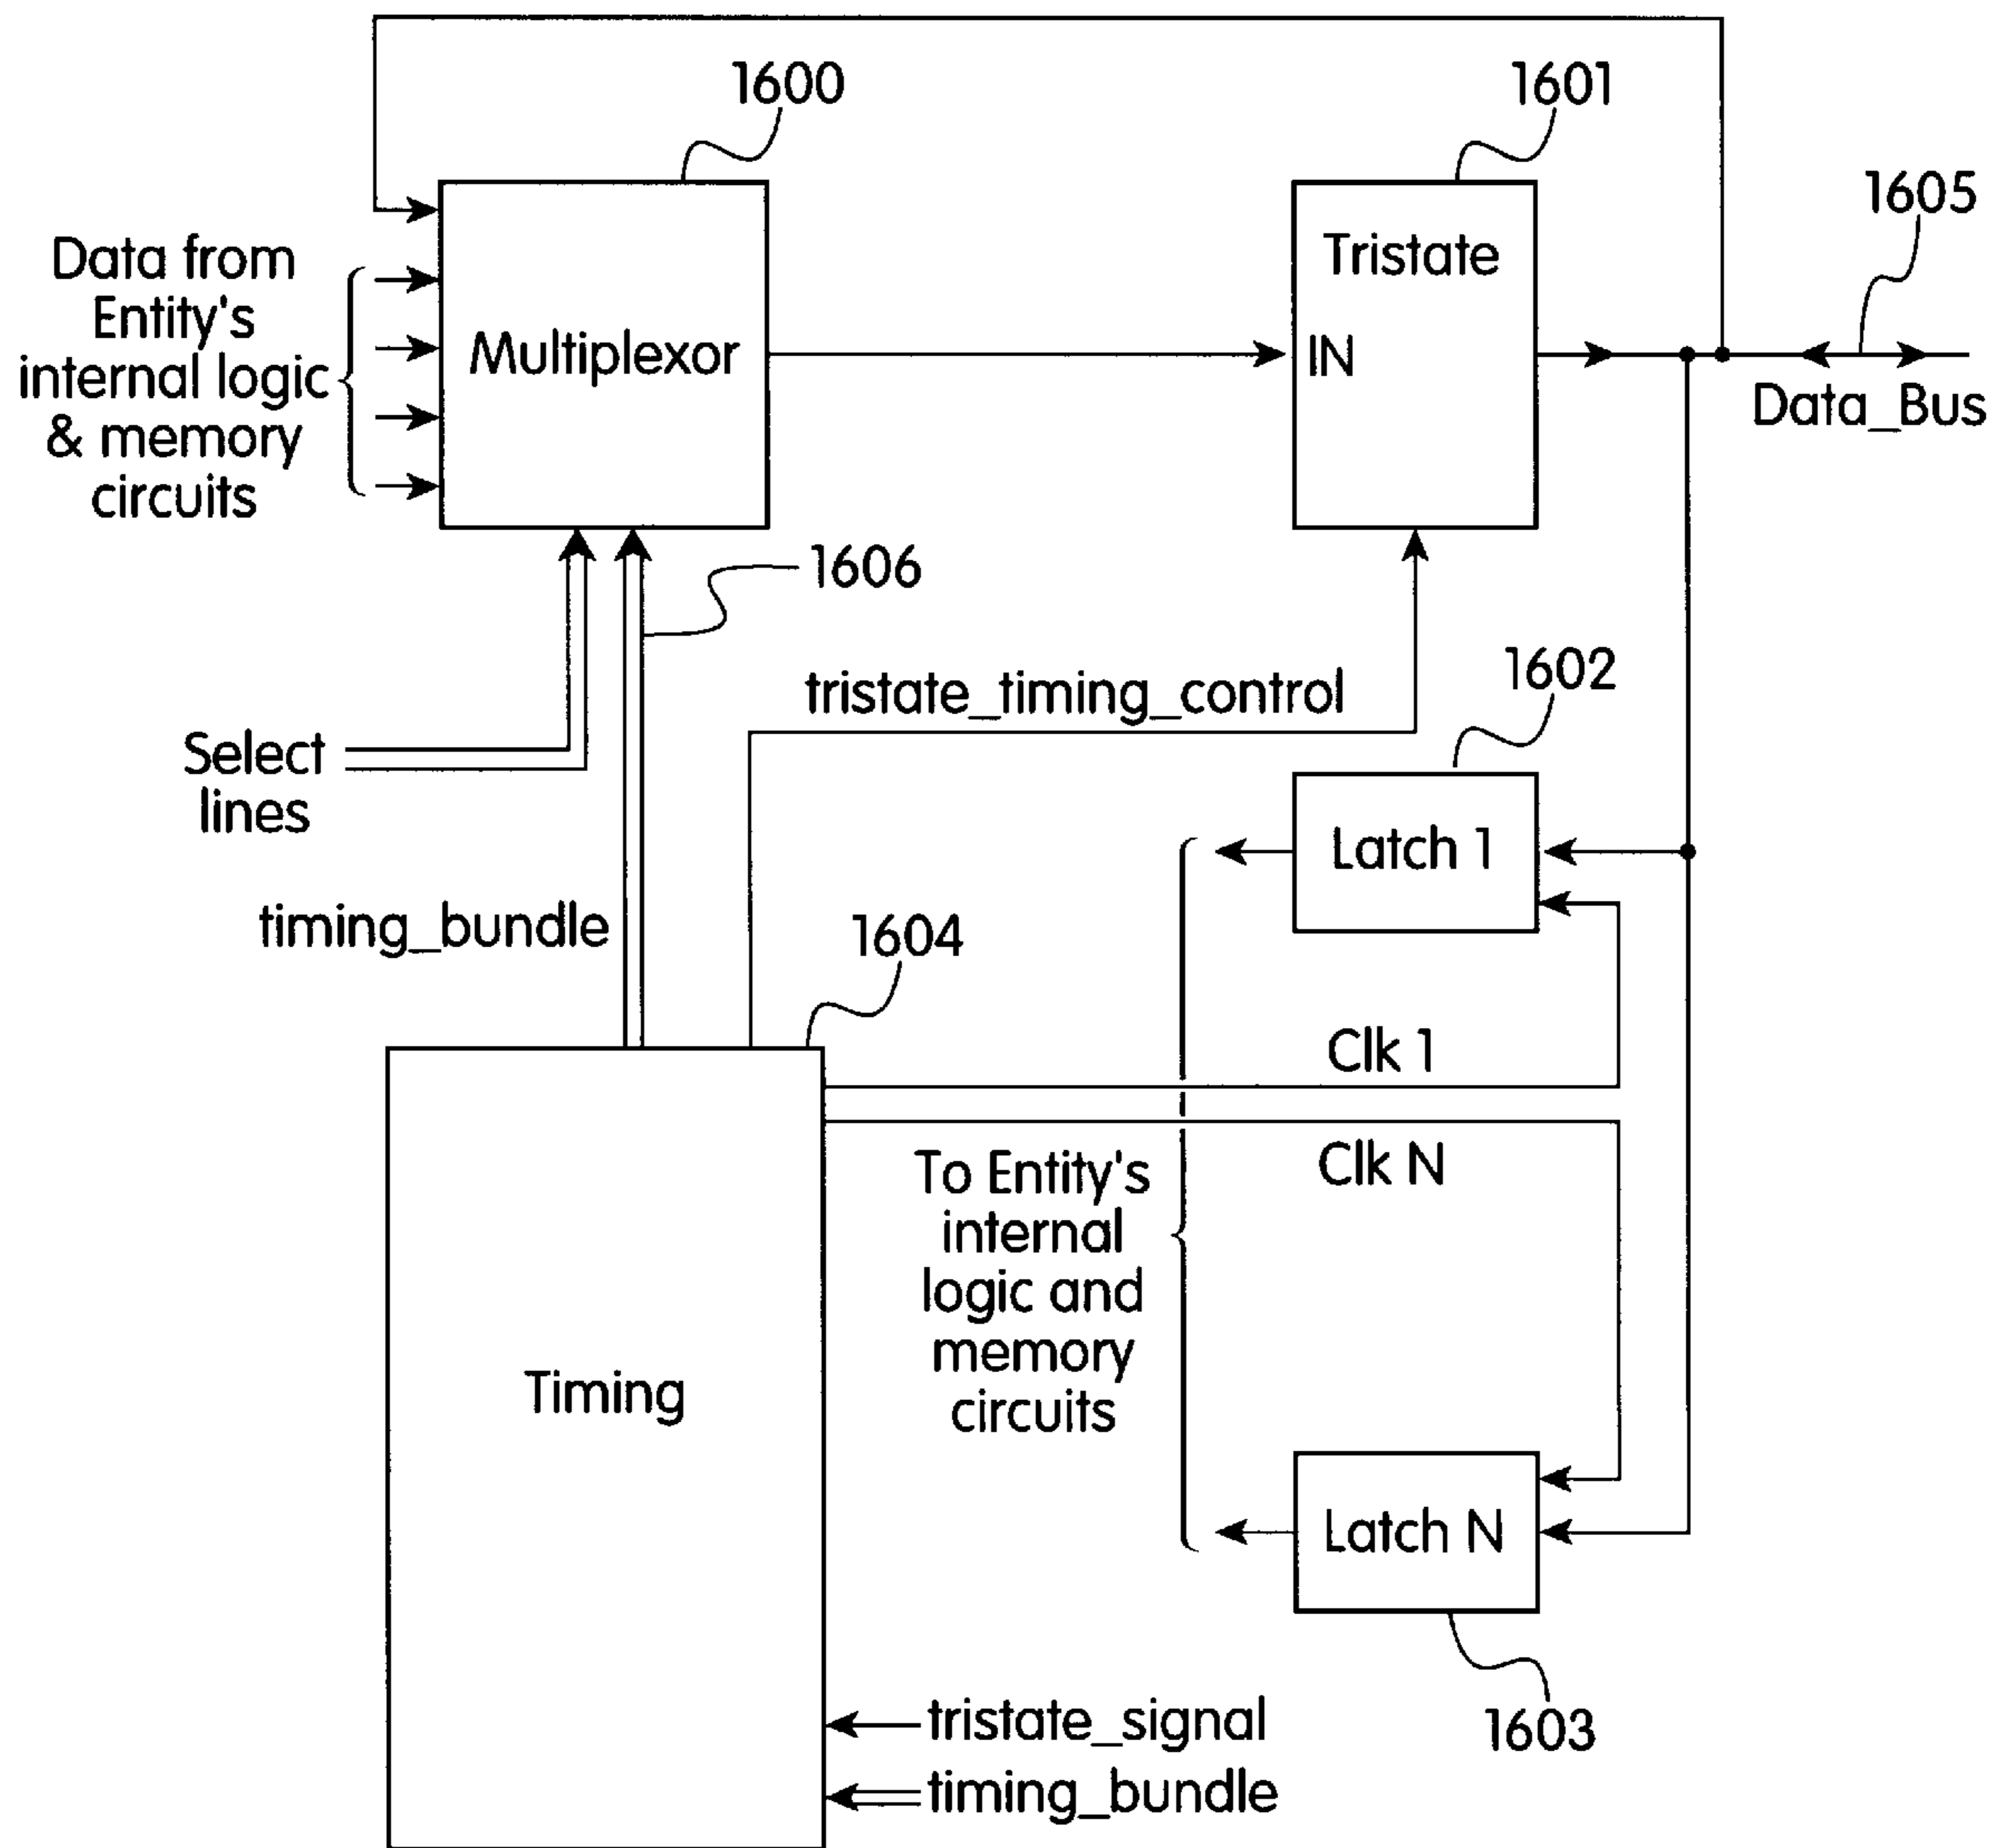 1600
1601
1605
Data from
Entity's
internal logic
& memory
circuits
Multiplexor
Tristate
IN
Data_Bus
1606
tristate_timing_control
1602
Select
lines
Latch 1
timing_bundle
1604
Clk 1
Clk N
To Entity's
internal
logic and
memory
circuits
Timing
Latch N
tristate_signal
1603
timing_bundle